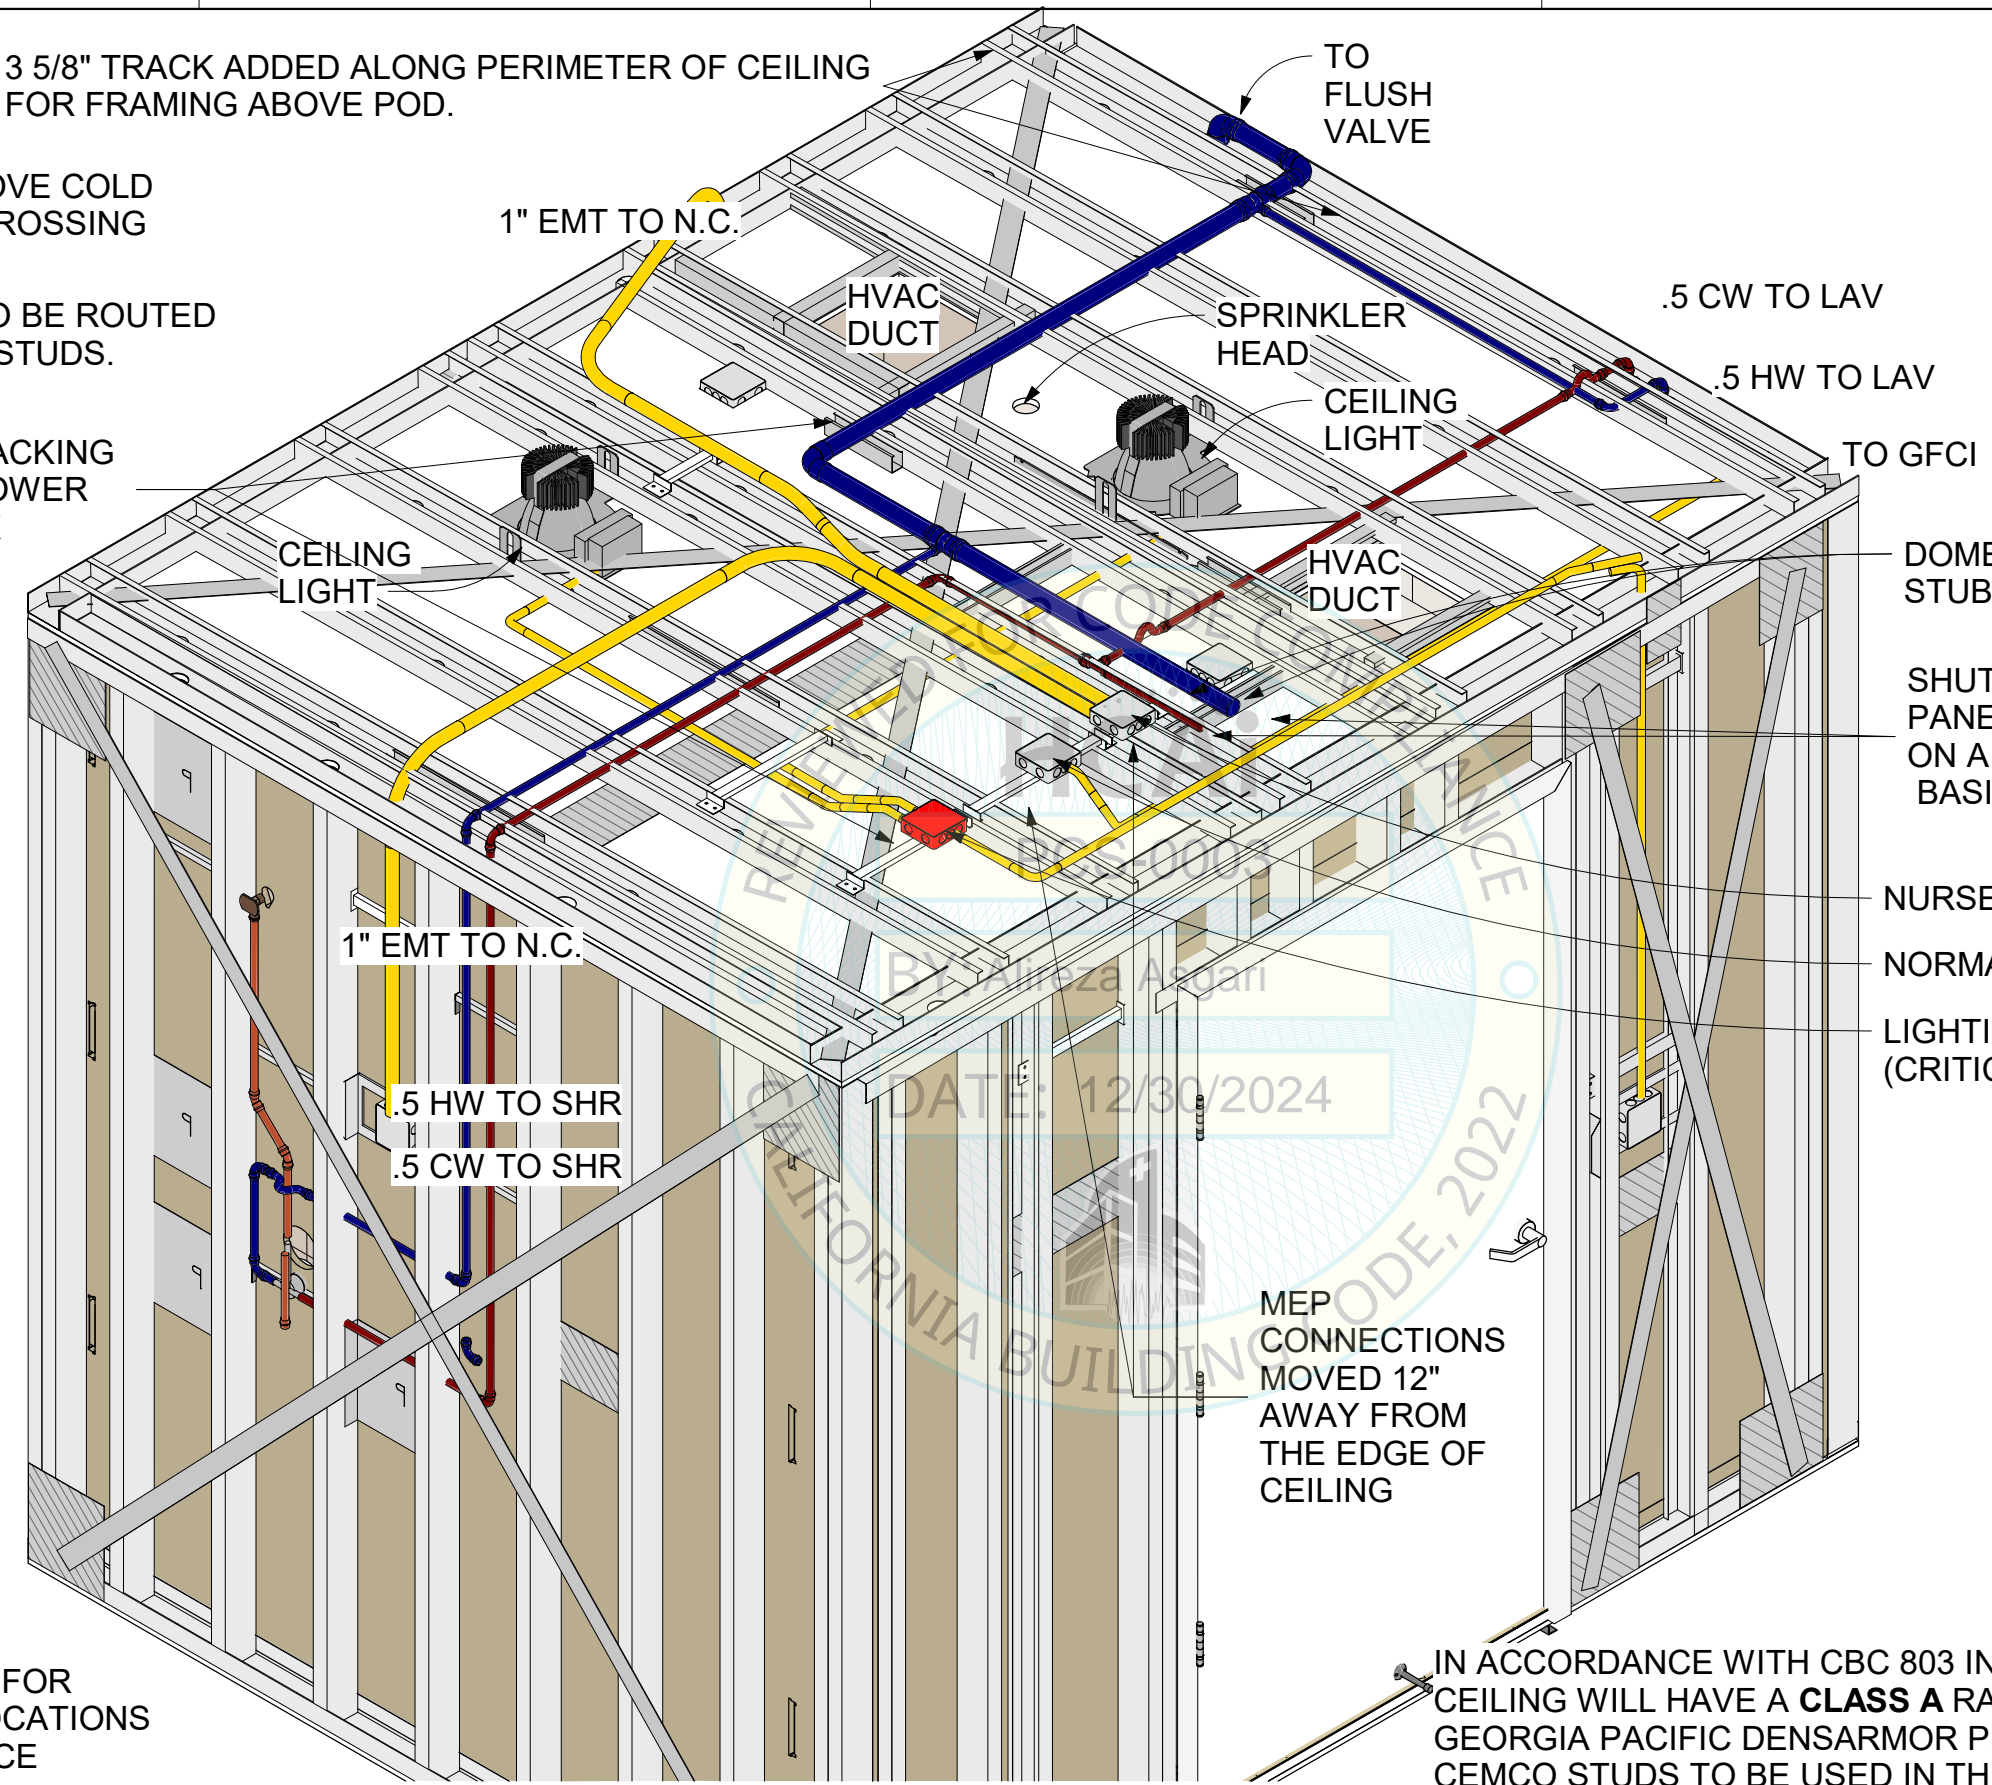 3 5/8" TRACK ADDED ALONG PERIMETER OF CEILING
FOR FRAMING ABOVE POD.
TO
FLUSH
VALVE
OVE COLD
ROSSING
1" EMT TO N.C.
O BE ROUTED
STUDS.
HVAC
DUCT
SPRINKLER
HEAD
.5 CW TO LAV
.5 HW TO LAV
CEILING
LIGHT
ACKING
OWER
TO GFCI
CEILING
LIGHT
HVAC
DUCT
DOME
STUB
SHUT
PANE
ON A
BASI
NURSE
NORMA
LIGHTI
(CRITIC
1" EMT TO N.C.
.5 HW TO SHR
.5 CW TO SHR
REVIEWED FOR CODE COMPLIANCE
HCAi
PCS-0003
BY: Alireza Asgari
DATE: 12/30/2024
CALIFORNIA BUILDING CODE, 2022
MEP
CONNECTIONS
MOVED 12"
AWAY FROM
THE EDGE OF
CEILING
FOR
OCATIONS
CE
IN ACCORDANCE WITH CBC 803 IN
CEILING WILL HAVE A CLASS A RA
GEORGIA PACIFIC DENSARMOR P
CEMCO STUDS TO BE USED IN TH